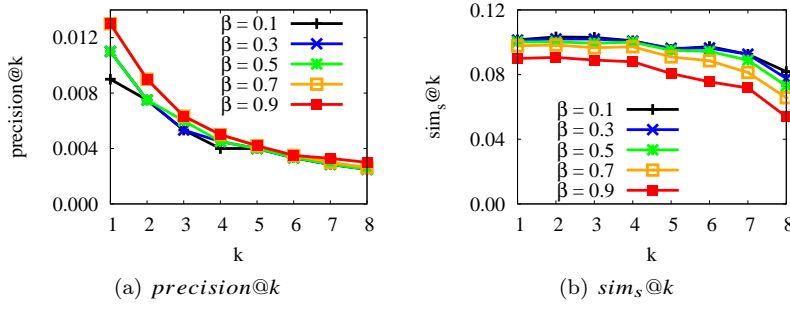 precision@k
0.012
0.008
0.004
0.000
β = 0.1
β = 0.3
β = 0.5
β = 0.7
β = 0.9
1 2 3 4 5 6 7 8
k
(a) precision@k
sim_s@k
0.12
0.08
0.04
0.00
β = 0.1
β = 0.3
β = 0.5
β = 0.7
β = 0.9
1 2 3 4 5 6 7 8
k
(b) sim_s@k